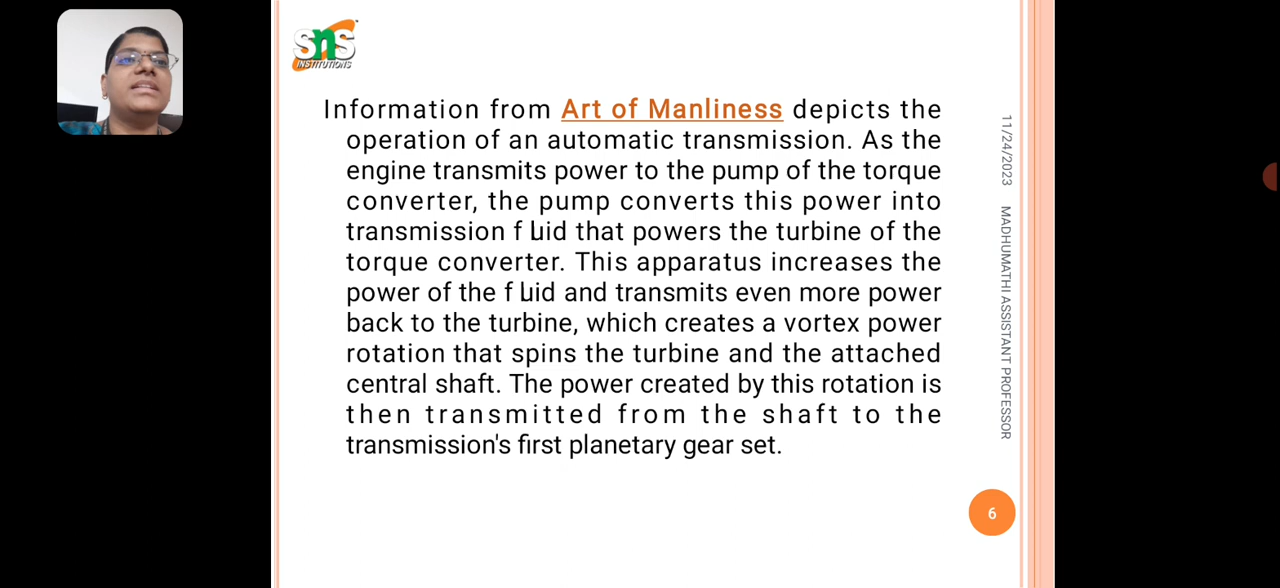 SNS
INSTITUTIONS
Information from Art of Manliness depicts the
operation of an automatic transmission. As the
engine transmits power to the pump of the torque
converter, the pump converts this power into
transmission f luid that powers the turbine of the
torque converter. This apparatus increases the
power of the f luid and transmits even more power
back to the turbine, which creates a vortex power
rotation that spins the turbine and the attached
central shaft. The power created by this rotation is
then transmitted from the shaft to the
transmission's first planetary gear set.
11/24/2023
MADHUMATHI ASSISTANT PROFESSOR
6